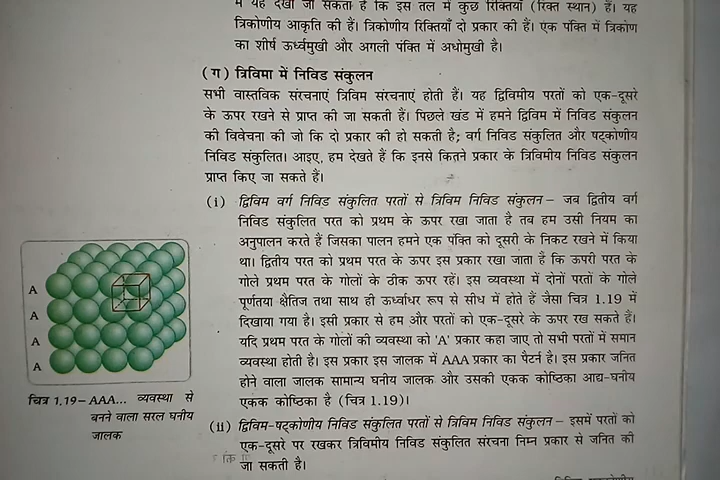 में यह देखा जा सकता है कि इस तल में कुछ रिक्तियाँ (रिक्त स्थान) हैं। यह
त्रिकोणीय आकृति की हैं। त्रिकोणीय रिक्तियाँ दो प्रकार की हैं। एक पंक्ति में त्रिकोण
का शीर्ष ऊर्ध्वमुखी और अगली पंक्ति में अधोमुखी है।
(ग) त्रिविमा में निविड संकुलन
सभी वास्तविक संरचनाएं त्रिविम संरचनाएं होती हैं। यह द्विविमीय परतों को एक-दूसरे
के ऊपर रखने से प्राप्त की जा सकती हैं। पिछले खंड में हमने द्विविम में निविड संकुलन
की विवेचना की जो कि दो प्रकार की हो सकती है; वर्ग निविड संकुलित और षट्कोणीय
निविड संकुलित। आइए, हम देखते हैं कि इनसे कितने प्रकार के त्रिविमीय निविड संकुलन
प्राप्त किए जा सकते हैं।
(i) द्विविम वर्ग निविड संकुलित परतों से त्रिविम निविड संकुलन– जब द्वितीय वर्ग
निविड संकुलित परत को प्रथम के ऊपर रखा जाता है तब हम उसी नियम का
अनुपालन करते हैं जिसका पालन हमने एक पंक्ति को दूसरी के निकट रखने में किया
था। द्वितीय परत को प्रथम परत के ऊपर इस प्रकार रखा जाता है कि ऊपरी परत के
गोले प्रथम परत के गोलों के ठीक ऊपर रहें। इस व्यवस्था में दोनों परतों के गोले
पूर्णतया क्षैतिज तथा साथ ही ऊर्ध्वाधर रूप से सीध में होते हैं जैसा चित्र 1.19 में
दिखाया गया है। इसी प्रकार से हम और परतों को एक-दूसरे के ऊपर रख सकते हैं।
यदि प्रथम परत के गोलों की व्यवस्था को 'A' प्रकार कहा जाए तो सभी परतों में समान
व्यवस्था होती है। इस प्रकार इस जालक में AAA प्रकार का पैटर्न है। इस प्रकार जनित
होने वाला जालक सामान्य घनीय जालक और उसकी एकक कोष्ठिका आद्य-घनीय
एकक कोष्ठिका है (चित्र 1.19)।
A
A
A
A
चित्र 1.19– AAA... व्यवस्था से
बनने वाला सरल घनीय
जालक
(ii) द्विविम-षट्कोणीय निविड संकुलित परतों से त्रिविम निविड संकुलन– इसमें परतों को
एक-दूसरे पर रखकर त्रिविमीय निविड संकुलित संरचना निम्न प्रकार से जनित की
जा सकती है।